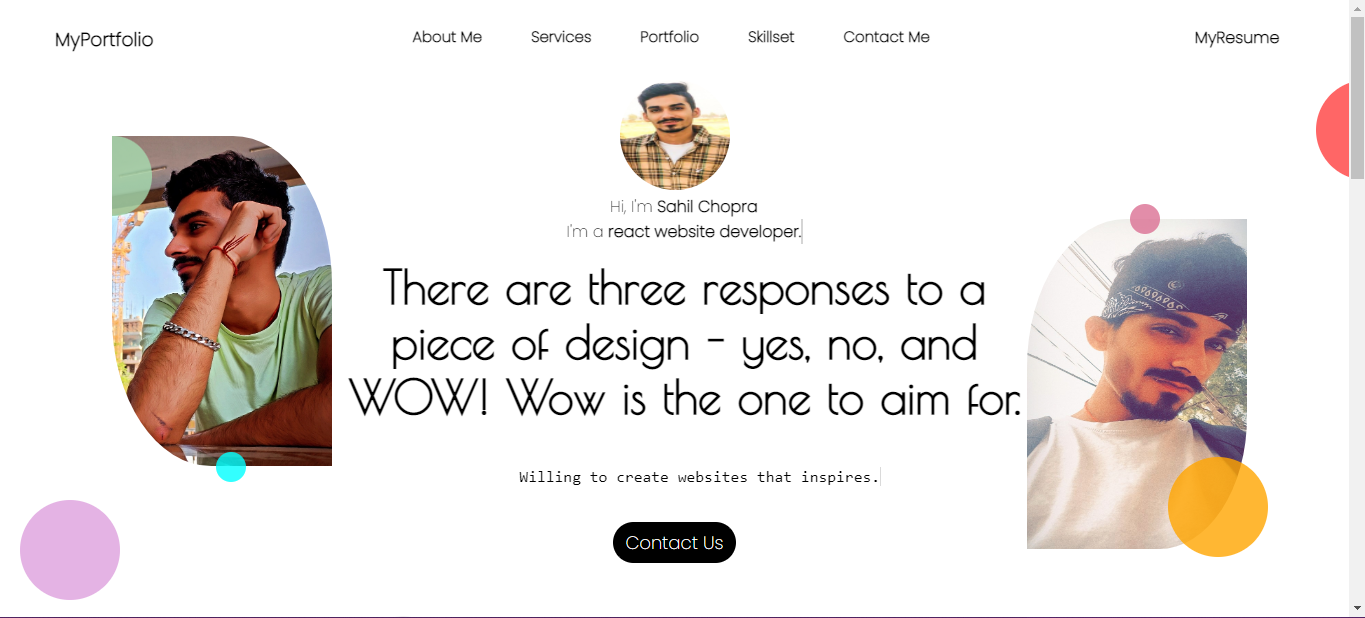 MyPortfolio
About Me
Services
Portfolio
Skillset
Contact Me
MyResume
Hi, I'm Sahil Chopra
I'm a react website developer.
There are three responses to a
piece of design - yes, no, and
WOW! Wow is the one to aim for.
Willing to create websites that inspires.
Contact Us